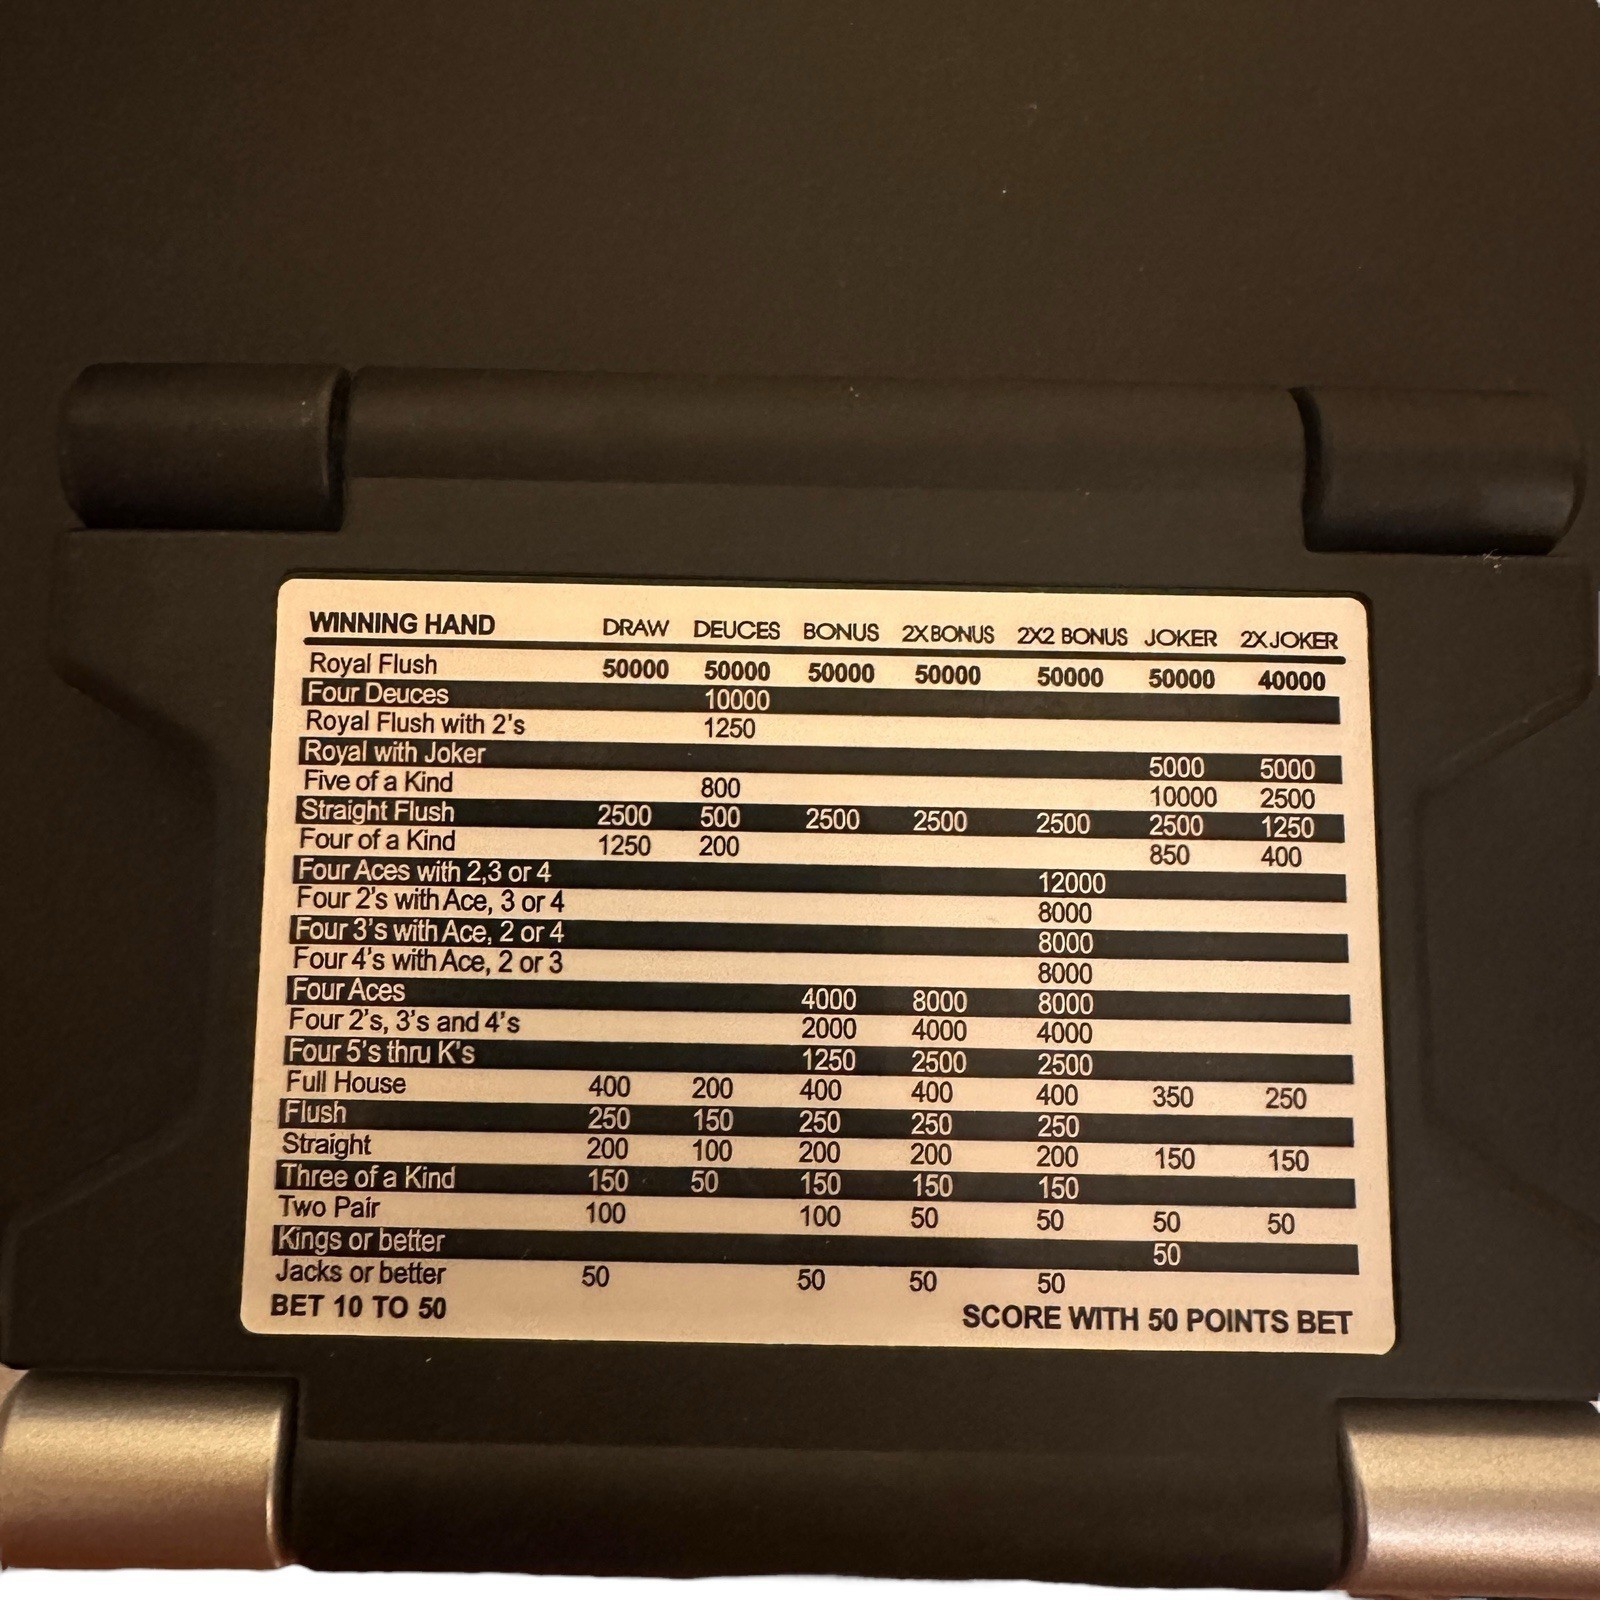 WINNING HAND DRAW DEUCES BONUS 2X BONUS 2X2 BONUS JOKER 2X JOKER
Royal Flush 50000 50000 50000 50000 50000 50000 40000
Four Deuces 10000
Royal Flush with 2's 1250
Royal with Joker 5000 5000
Five of a Kind 800 10000 2500
Straight Flush 2500 500 2500 2500 2500 2500 1250
Four of a Kind 1250 200 850 400
Four Aces with 2,3 or 4 12000
Four 2's with Ace, 3 or 4 8000
Four 3's with Ace, 2 or 4 8000
Four 4's with Ace, 2 or 3 8000
Four Aces 4000 8000 8000
Four 2's, 3's and 4's 2000 4000 4000
Four 5's thru K's 1250 2500 2500
Full House 400 200 400 400 400 350 250
Flush 250 150 250 250 250
Straight 200 100 200 200 200 150 150
Three of a Kind 150 50 150 150 150
Two Pair 100 100 50 50 50 50
Kings or better 50
Jacks or better 50 50 50 50
BET 10 TO 50 SCORE WITH 50 POINTS BET